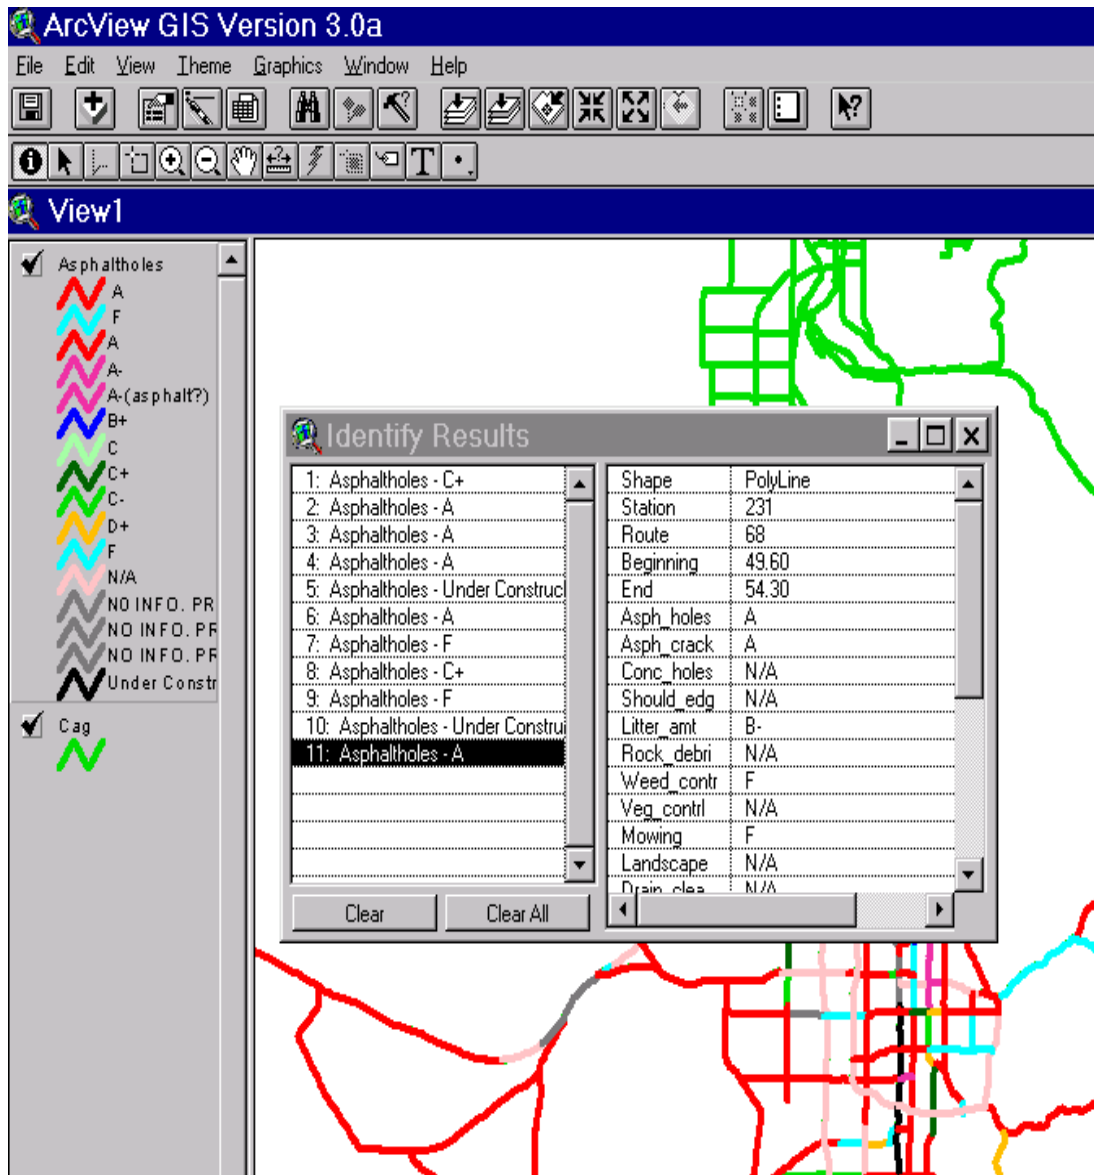 ArcView GIS Version 3.0a
File Edit View Theme Graphics Window Help
View1
Asphaltholes
A
F
A
A-
A-(asphalt?)
B+
C
C+
C-
D+
F
N/A
NO INFO. PR
NO INFO. PR
NO INFO. PR
Under Constr
Cag
Identify Results
1: Asphaltholes - C+
2: Asphaltholes - A
3: Asphaltholes - A
4: Asphaltholes - A
5: Asphaltholes - Under Construcl
6: Asphaltholes - A
7: Asphaltholes - F
8: Asphaltholes - C+
9: Asphaltholes - F
10: Asphaltholes - Under Constru
11: Asphaltholes - A
Clear Clear All
Shape PolyLine
Station 231
Route 68
Beginning 49.60
End 54.30
Asph_holes A
Asph_crack A
Conc_holes N/A
Should_edg N/A
Litter_amt B-
Rock_debri N/A
Weed_contr F
Veg_contrl N/A
Mowing F
Landscape N/A
Drain_clea N/A